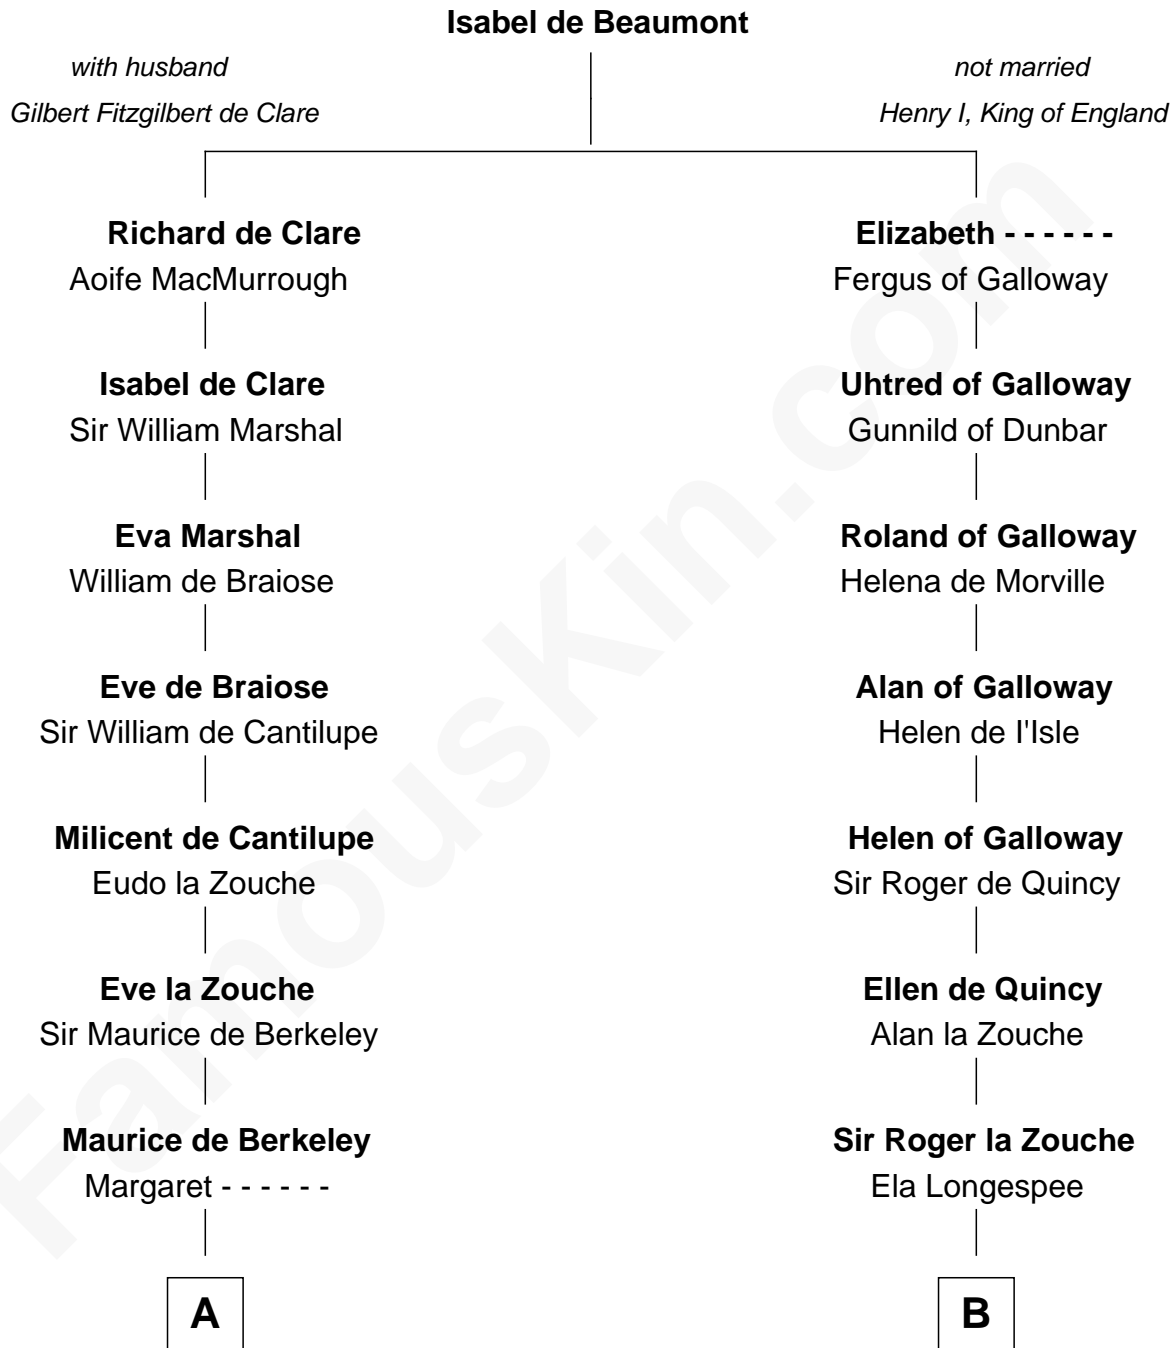 Isabel de Beaumont
with husband
Gilbert Fitzgilbert de Clare
not married
Henry I, King of England
Richard de Clare
Aoife MacMurrough
Isabel de Clare
Sir William Marshal
Eva Marshal
William de Braiose
Eve de Braiose
Sir William de Cantilupe
Milicent de Cantilupe
Eudo la Zouche
Eve la Zouche
Sir Maurice de Berkeley
Maurice de Berkeley
Margaret - - - - - -
A
Elizabeth - - - - - -
Fergus of Galloway
Uhtred of Galloway
Gunnild of Dunbar
Roland of Galloway
Helena de Morville
Alan of Galloway
Helen de l'Isle
Helen of Galloway
Sir Roger de Quincy
Ellen de Quincy
Alan la Zouche
Sir Roger la Zouche
Ela Longespee
B
FamousKin.com